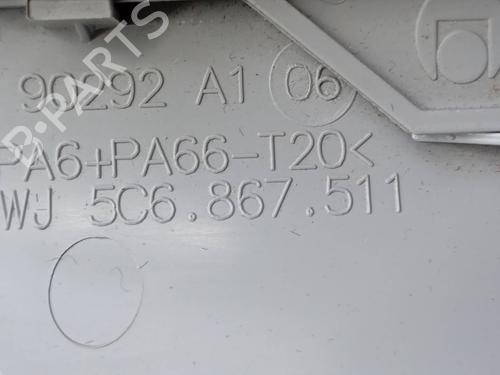 90292 A1 06
PA6+PA66-T20<
WJ 5C6.867.511
B-PARTS